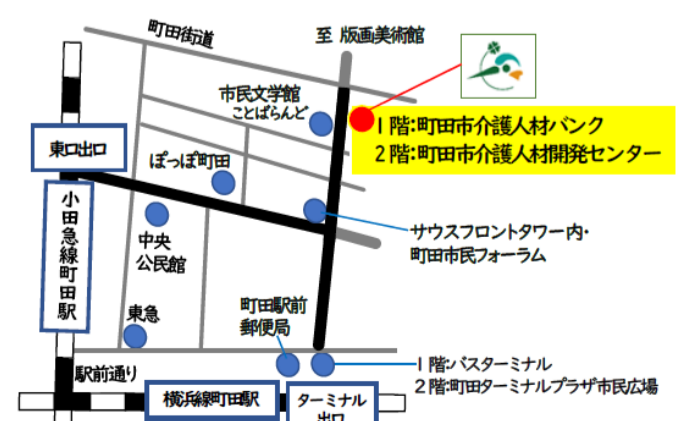 町田街道
至 版画美術館
市民文学館
ことばらんど
1階:町田市介護人材バンク
2階:町田市介護人材開発センター
東口出口
ぽっぽ町田
小田急線町田駅
中央
公民館
サウスフロントタワー内・
町田市民フォーラム
町田駅前
郵便局
東急
1階:バスターミナル
2階:町田ターミナルプラザ市民広場
駅前通り
横浜線町田駅
ターミナル
出口